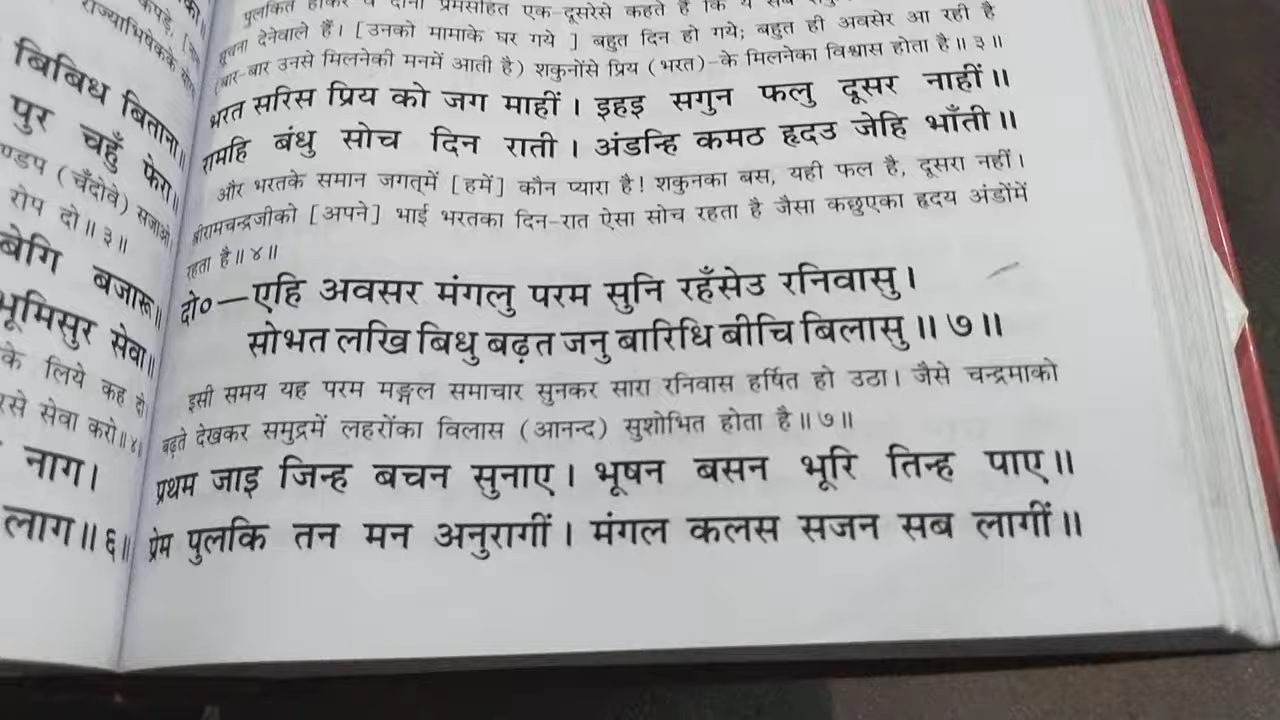 कपड़े,
राज्याभिषेकके
बिबिध बिताना॥
पुर चहुँ फेरा॥
मण्डप (चँदोवे) सजाओ
रोप दो॥३॥
बेगि बजारू॥
भूमिसुर सेवा॥
के लिये कह दो
सेवा करो॥४॥
नाग।
लाग॥६॥
पुलकित होकर वे दोनों प्रेमसहित एक-दूसरेसे कहते हैं कि ये सब
सूचना देनेवाले हैं। [उनको मामाके घर गये ] बहुत दिन हो गये; बहुत ही अवसेर आ रही है
(बार-बार उनसे मिलनेकी मनमें आती है) शकुनोंसे प्रिय (भरत)-के मिलनेका विश्वास होता है॥३॥
भरत सरिस प्रिय को जग माहीं। इहइ सगुन फलु दूसर नाहीं॥
रामहि बंधु सोच दिन राती। अंडन्हि कमठ हृदउ जेहि भाँती॥
और भरतके समान जगत्‌में [हमें] कौन प्यारा है! शकुनका बस, यही फल है, दूसरा नहीं।
श्रीरामचन्द्रजीको [अपने] भाई भरतका दिन-रात ऐसा सोच रहता है जैसा कछुएका हृदय अंडोंमें
रहता है॥४॥
दो०—एहि अवसर मंगलु परम सुनि रहँसेउ रनिवासु।
सोभत लखि बिधु बढ़त जनु बारिधि बीचि बिलासु॥७॥
इसी समय यह परम मङ्गल समाचार सुनकर सारा रनिवास हर्षित हो उठा। जैसे चन्द्रमाको
बढ़ते देखकर समुद्रमें लहरोंका विलास (आनन्द) सुशोभित होता है॥७॥
प्रथम जाइ जिन्ह बचन सुनाए। भूषन बसन भूरि तिन्ह पाए॥
प्रेम पुलकि तन मन अनुरागीं। मंगल कलस सजन सब लागीं॥